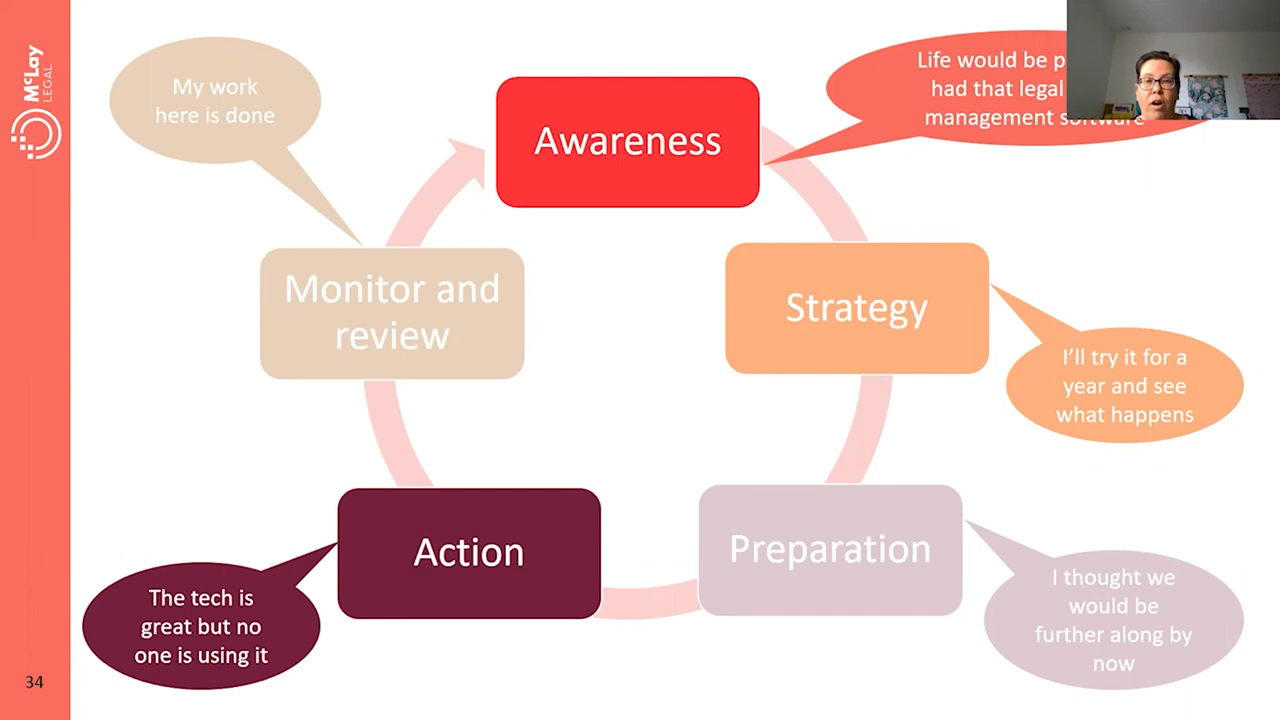 McLay
LEGAL
My work
here is done
Awareness
Life would be
had that legal
management software
Monitor and
review
Strategy
I'll try it for a
year and see
what happens
Action
Preparation
The tech is
great but no
one is using it
I thought we
would be
further along by
now
34